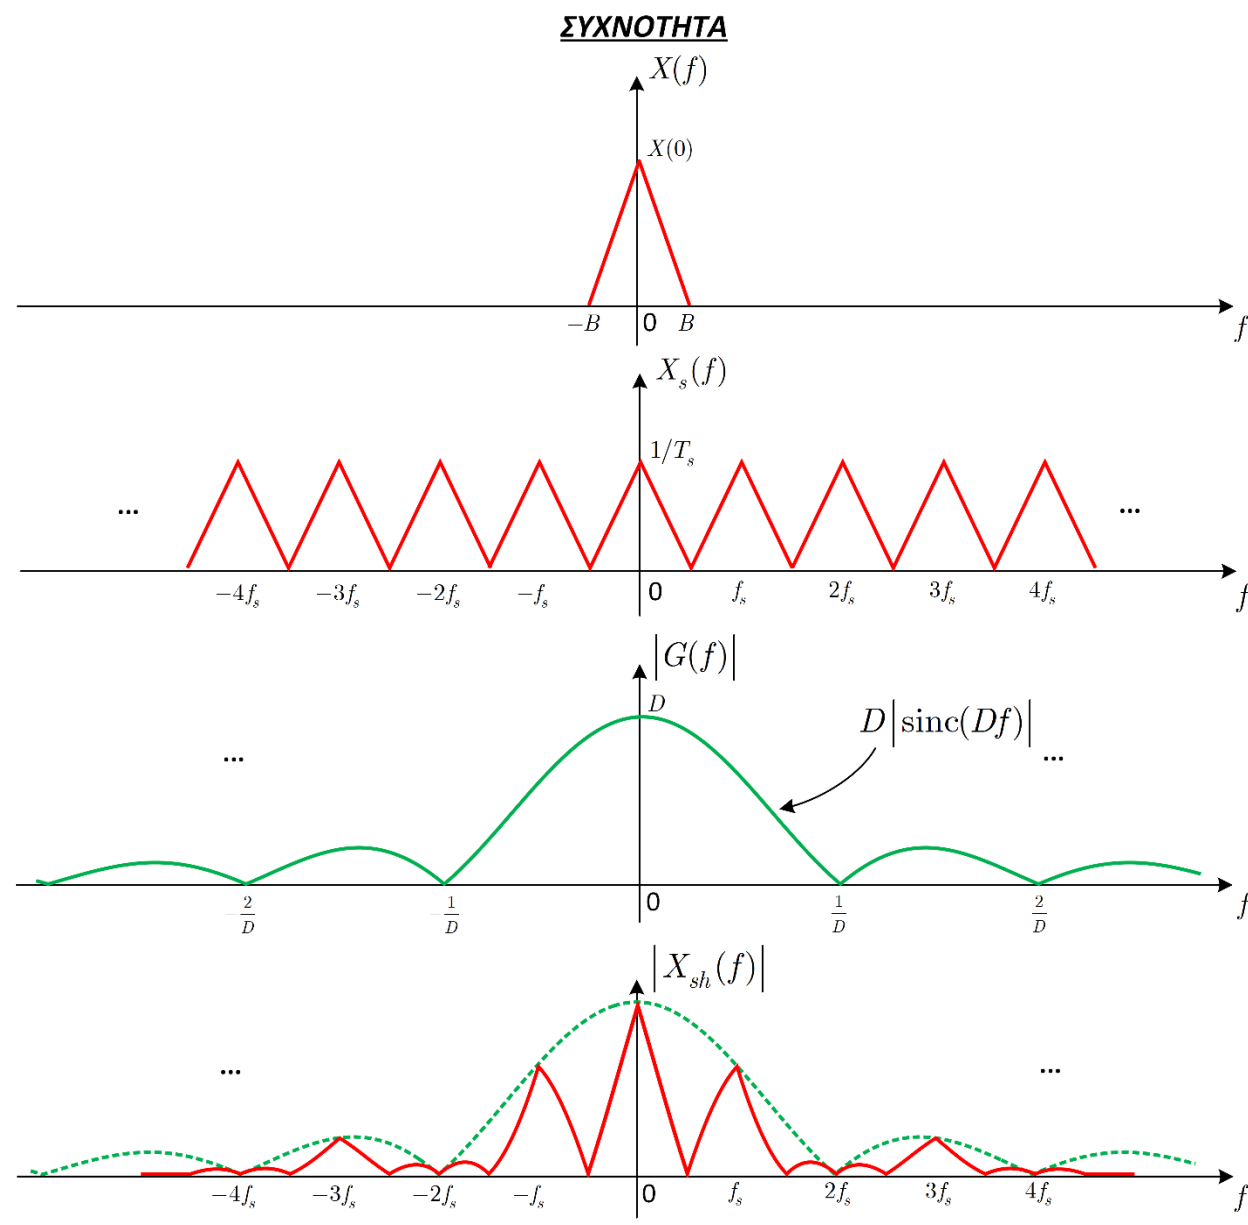 ΣΥΧΝΟΤΗΤΑ
X(f)
X(0)
−B 0 B f
X_s(f)
1/T_s
... ...
−4f_s −3f_s −2f_s −f_s 0 f_s 2f_s 3f_s 4f_s f
|G(f)|
D
D|sinc(Df)|
... ...
−2/D −1/D 0 1/D 2/D f
|X_sh(f)|
... ...
−4f_s −3f_s −2f_s −f_s 0 f_s 2f_s 3f_s 4f_s f